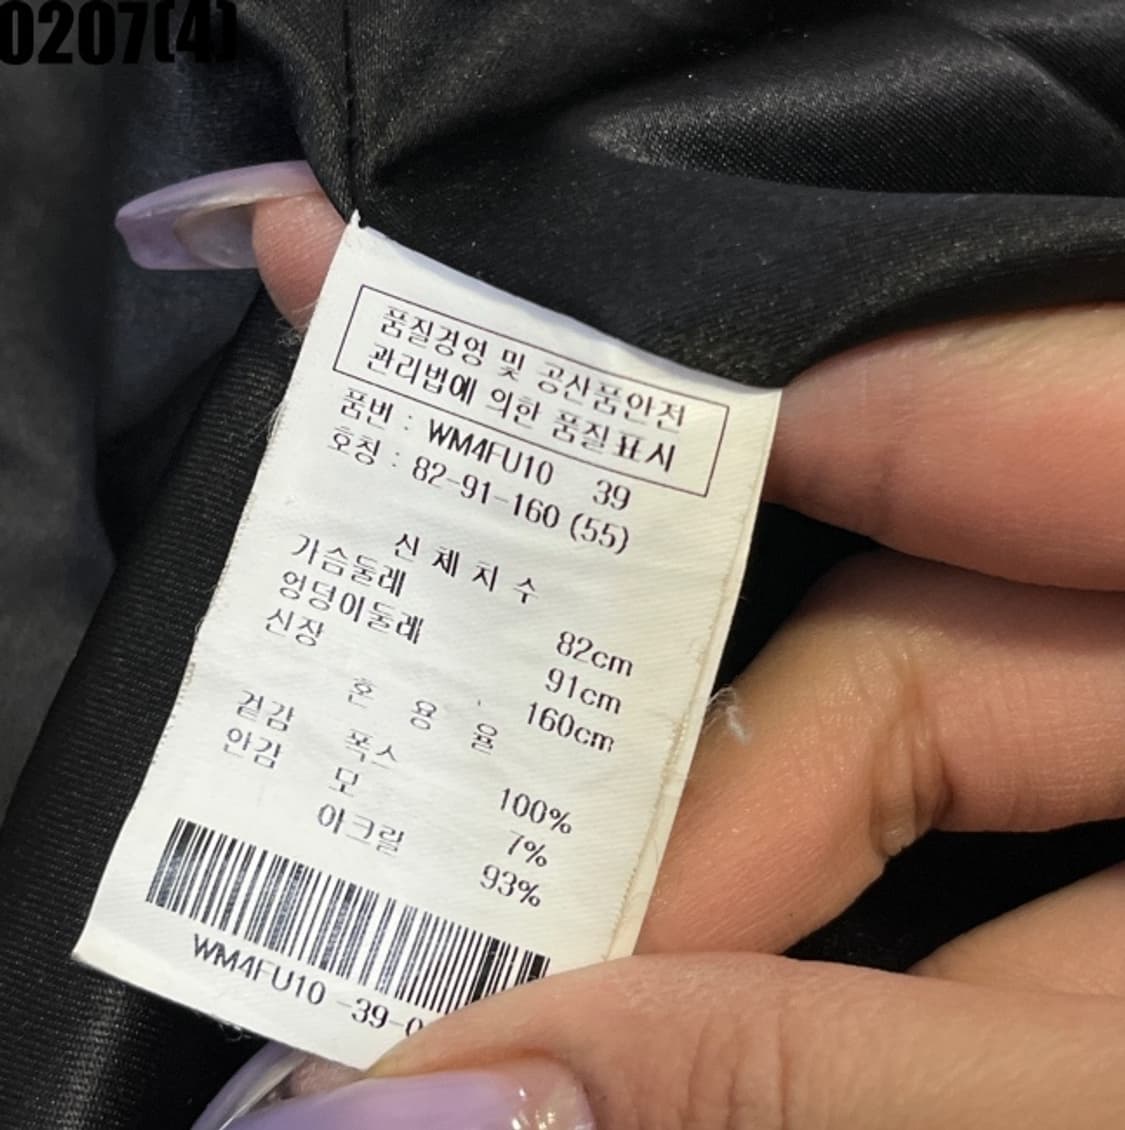 0207(4)
품질경영 및 공산품안전
관리법에 의한 품질표시
품번 : WM4FU10 39
호칭 : 82-91-160 (55)
신 체 치 수
가슴둘레 82cm
엉덩이둘레 91cm
신장 160cm
혼 용 율
겉감 폭스 100%
안감 모 7%
아크릴 93%
WM4FU10 -39-0